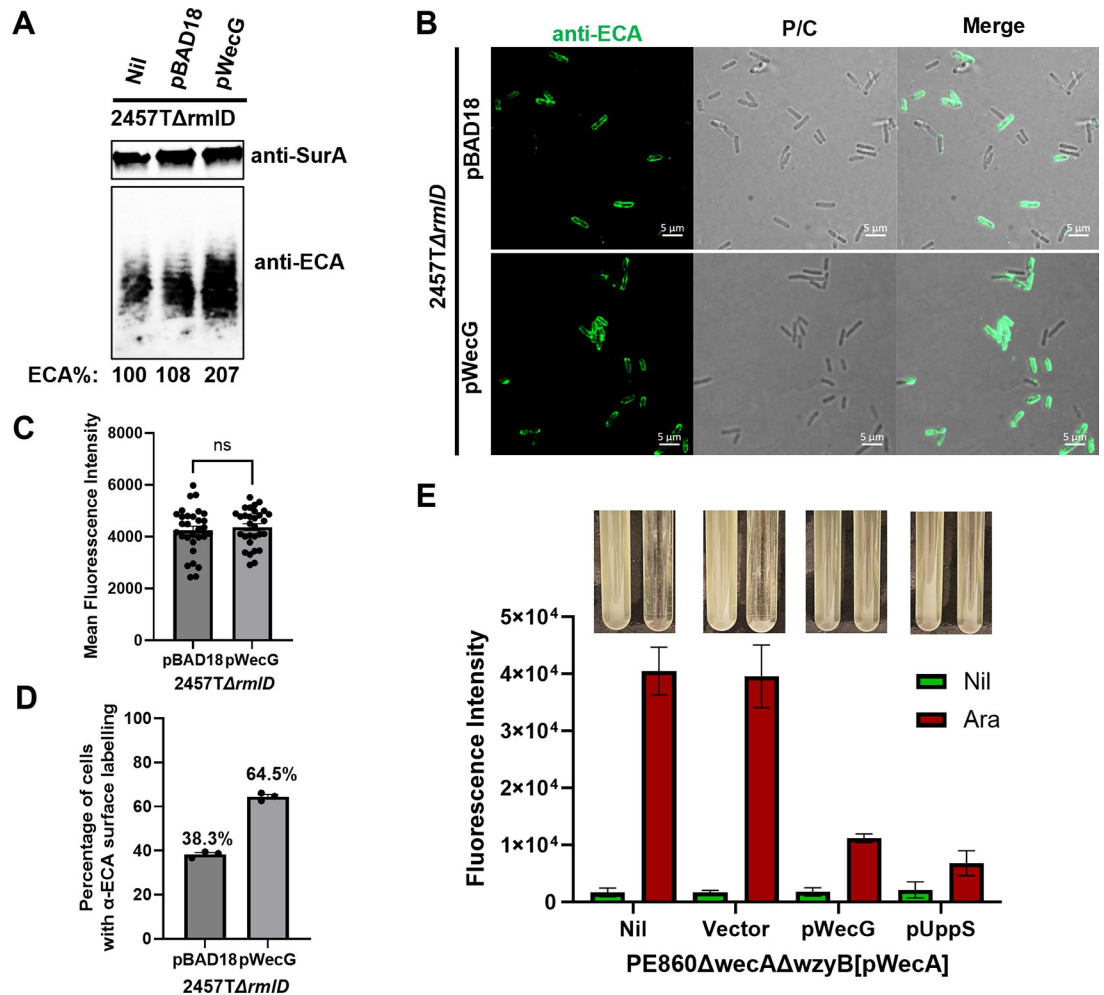 A
Nil
pBAD18
pWecG
2457TΔrmlD
anti-SurA
anti-ECA
ECA%: 100 108 207
B
anti-ECA
P/C
Merge
2457TΔrmlD
pBAD18
5 μm
5 μm
5 μm
pWecG
5 μm
5 μm
5 μm
C
Mean Fluoresscence Intensity
8000
6000
4000
2000
0
ns
pBAD18 pWecG
2457TΔrmlD
D
Percentage of cells
with α-ECA surface labelling
100
80
60
40
20
0
38.3%
64.5%
pBAD18 pWecG
2457TΔrmlD
E
Fluorescence Intensity
5×10⁴
4×10⁴
3×10⁴
2×10⁴
1×10⁴
0
Nil
Ara
Nil Vector pWecG pUppS
PE860ΔwecAΔwzyB[pWecA]